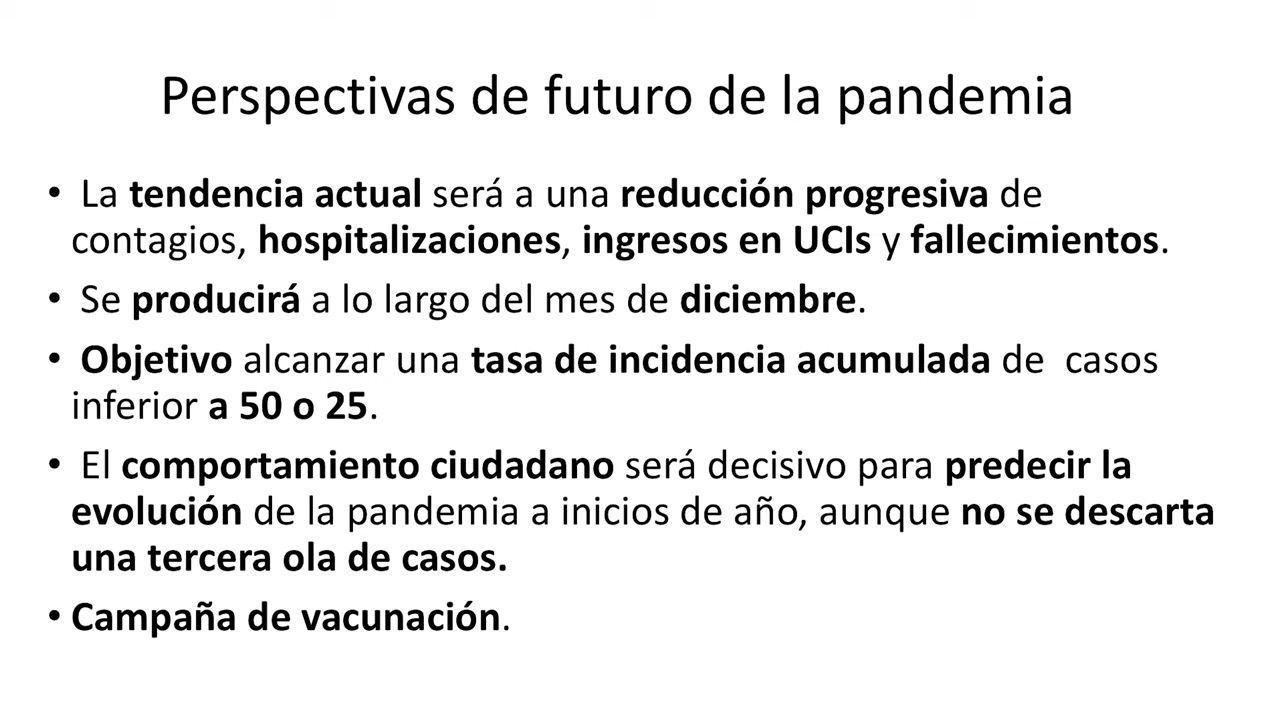 Perspectivas de futuro de la pandemia
• La tendencia actual será a una reducción progresiva de
contagios, hospitalizaciones, ingresos en UCIs y fallecimientos.
• Se producirá a lo largo del mes de diciembre.
• Objetivo alcanzar una tasa de incidencia acumulada de casos
inferior a 50 o 25.
• El comportamiento ciudadano será decisivo para predecir la
evolución de la pandemia a inicios de año, aunque no se descarta
una tercera ola de casos.
• Campaña de vacunación.